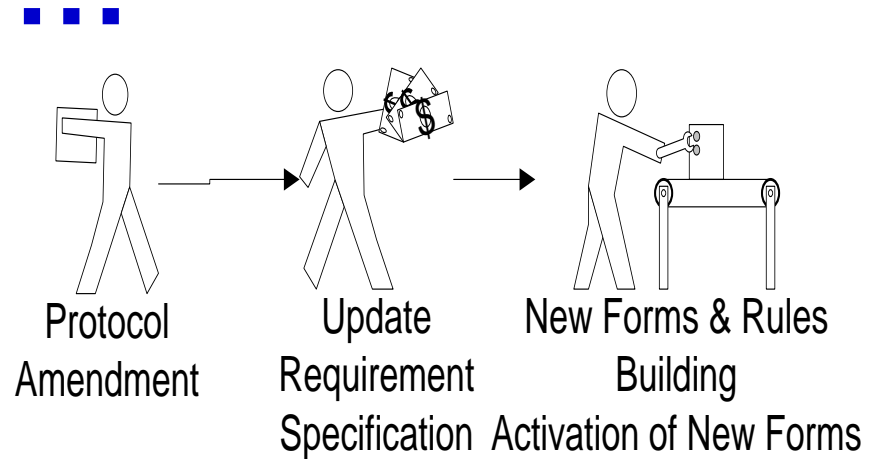 $
Protocol
Amendment
Update
Requirement
Specification
New Forms & Rules
Building
Activation of New Forms